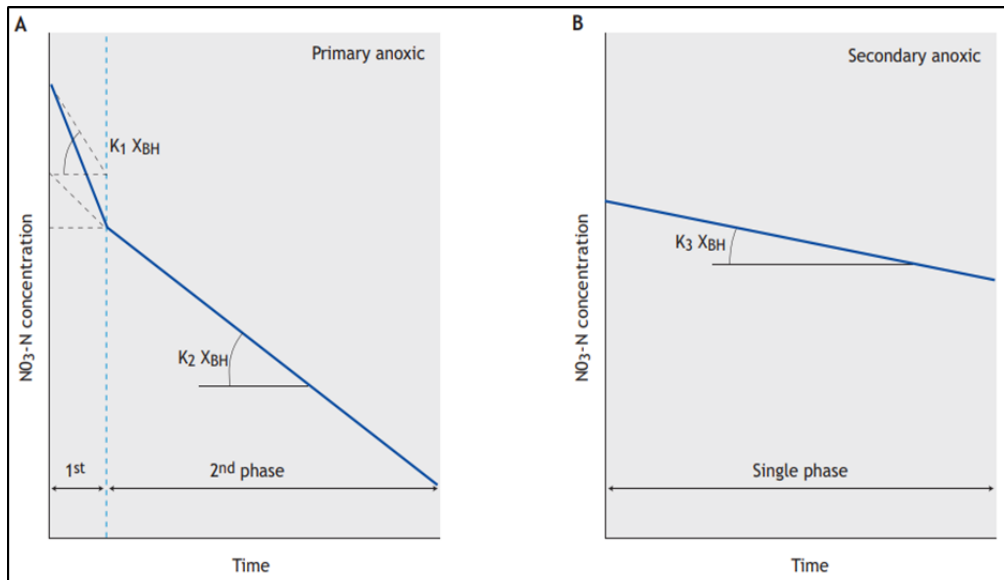 A
Primary anoxic
K1 XBH
K2 XBH
1st
2nd phase
N03-N concentration
Time
B
Secondary anoxic
K3 XBH
Single phase
N03-N concentration
Time